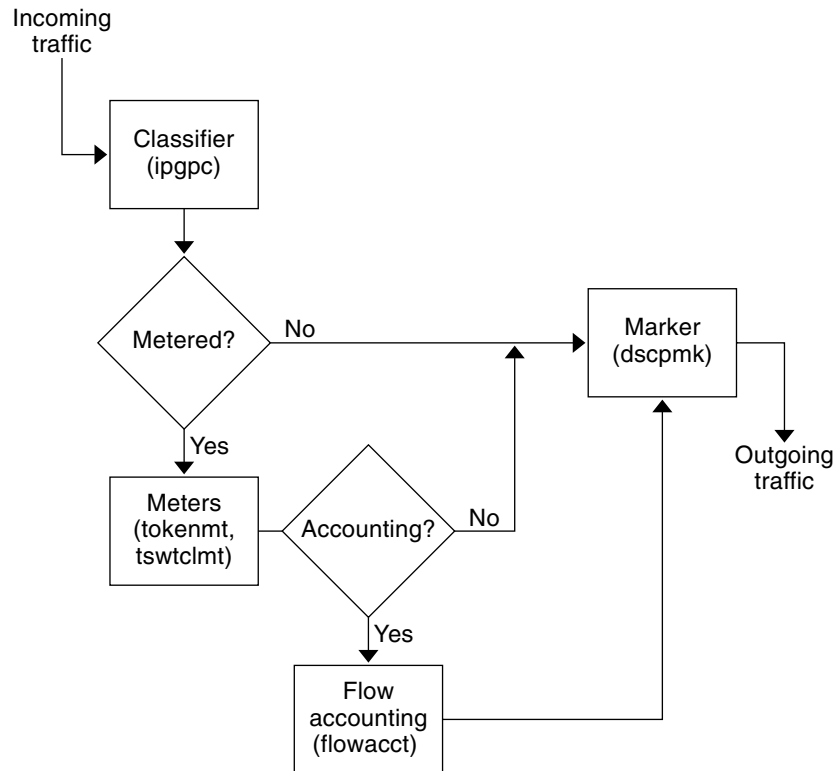 Incoming
traffic
Classifier
(ipgpc)
Metered?
No
Marker
(dscpmk)
Yes
Outgoing
traffic
Meters
(tokenmt,
tswtclmt)
Accounting?
No
Yes
Flow
accounting
(flowacct)